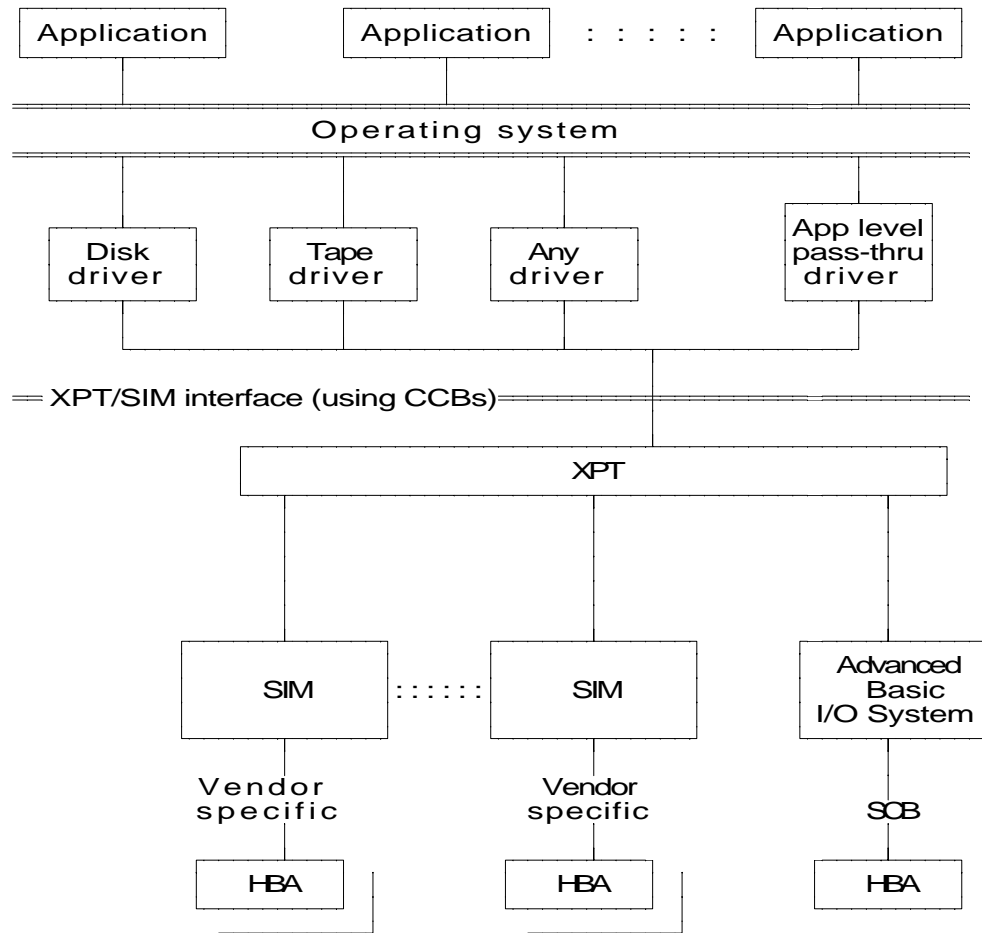 Application Application : : : : : Application
Operating system
Disk
driver
Tape
driver
Any
driver
App level
pass-thru
driver
XPT/SIM interface (using CCBs)
XPT
SIM : : : : : : SIM
Advanced
Basic
I/O System
Vendor
specific
Vendor
specific
SCB
HBA HBA HBA